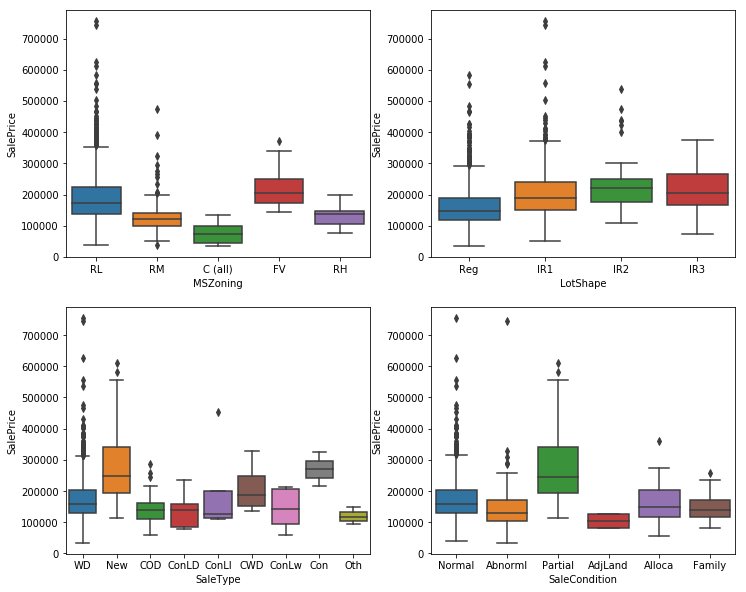 700000
600000
500000
400000
300000
200000
100000
0
SalePrice
RL RM C (all) FV RH
MSZoning
700000
600000
500000
400000
300000
200000
100000
0
SalePrice
Reg IR1 IR2 IR3
LotShape
700000
600000
500000
400000
300000
200000
100000
0
SalePrice
WD New COD ConLD ConLI CWD ConLw Con Oth
SaleType
700000
600000
500000
400000
300000
200000
100000
0
SalePrice
Normal Abnorml Partial AdjLand Alloca Family
SaleCondition